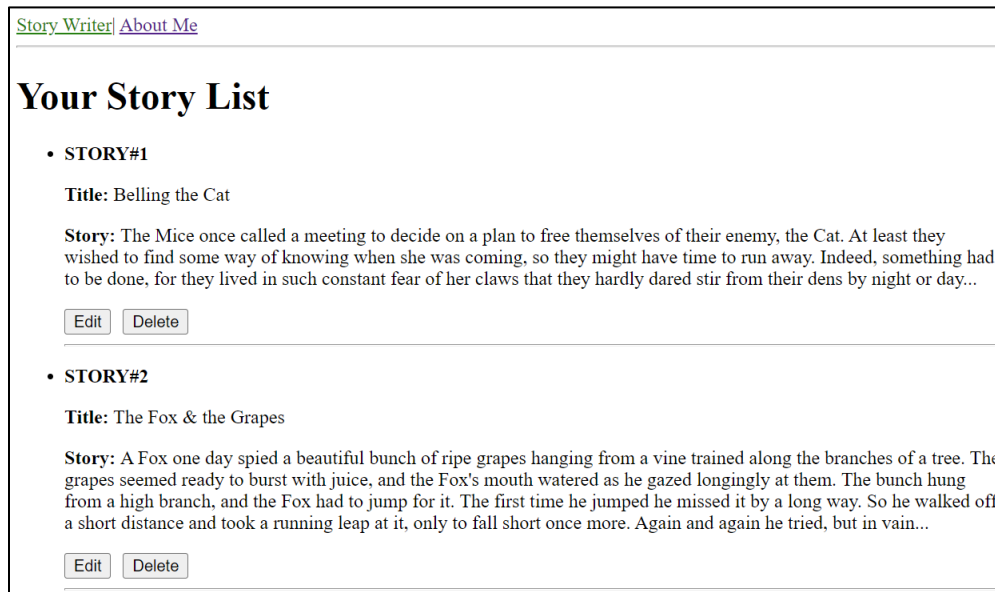 Story Writer| About Me
Your Story List
• STORY#1
Title: Belling the Cat
Story: The Mice once called a meeting to decide on a plan to free themselves of their enemy, the Cat. At least they
wished to find some way of knowing when she was coming, so they might have time to run away. Indeed, something had
to be done, for they lived in such constant fear of her claws that they hardly dared stir from their dens by night or day...
Edit Delete
• STORY#2
Title: The Fox & the Grapes
Story: A Fox one day spied a beautiful bunch of ripe grapes hanging from a vine trained along the branches of a tree. The
grapes seemed ready to burst with juice, and the Fox's mouth watered as he gazed longingly at them. The bunch hung
from a high branch, and the Fox had to jump for it. The first time he jumped he missed it by a long way. So he walked off
a short distance and took a running leap at it, only to fall short once more. Again and again he tried, but in vain...
Edit Delete